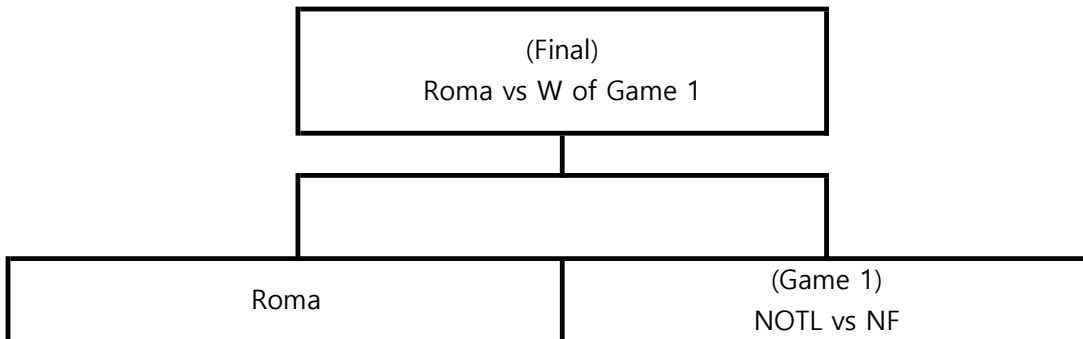 (Final)
Roma vs W of Game 1
Roma
(Game 1)
NOTL vs NF